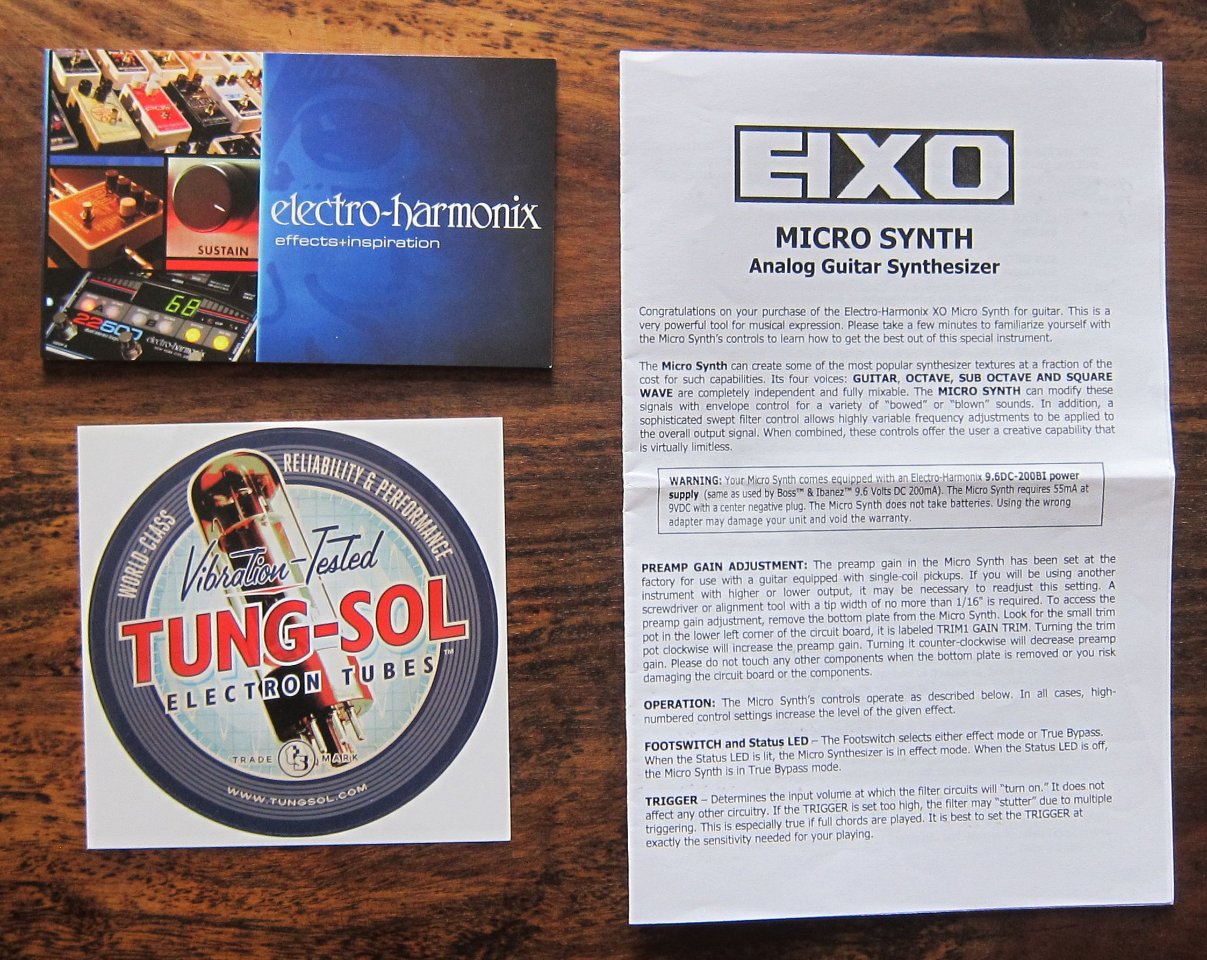 electro-harmonix
effects+inspiration
SUSTAIN
68
22500
electro-harmonix
WORLD-CLASS
RELIABILITY & PERFORMANCE
Vibration-Tested
TUNG-SOL
ELECTRON TUBES™
TRADE TS MARK
WWW.TUNGSOL.COM
EHXO
MICRO SYNTH
Analog Guitar Synthesizer
Congratulations on your purchase of the Electro-Harmonix XO Micro Synth for guitar. This is a
very powerful tool for musical expression. Please take a few minutes to familiarize yourself with
the Micro Synth's controls to learn how to get the best out of this special instrument.
The Micro Synth can create some of the most popular synthesizer textures at a fraction of the
cost for such capabilities. Its four voices: GUITAR, OCTAVE, SUB OCTAVE AND SQUARE
WAVE are completely independent and fully mixable. The MICRO SYNTH can modify these
signals with envelope control for a variety of "bowed" or "blown" sounds. In addition, a
sophisticated swept filter control allows highly variable frequency adjustments to be applied to
the overall output signal. When combined, these controls offer the user a creative capability that
is virtually limitless.
WARNING: Your Micro Synth comes equipped with an Electro-Harmonix 9.6DC-200BI power
supply (same as used by Boss™ & Ibanez™ 9.6 Volts DC 200mA). The Micro Synth requires 55mA at
9VDC with a center negative plug. The Micro Synth does not take batteries. Using the wrong
adapter may damage your unit and void the warranty.
PREAMP GAIN ADJUSTMENT: The preamp gain in the Micro Synth has been set at the
factory for use with a guitar equipped with single-coil pickups. If you will be using another
instrument with higher or lower output, it may be necessary to readjust this setting. A
screwdriver or alignment tool with a tip width of no more than 1/16" is required. To access the
preamp gain adjustment, remove the bottom plate from the Micro Synth. Look for the small trim
pot in the lower left corner of the circuit board, it is labeled TRIM1 GAIN TRIM. Turning the trim
pot clockwise will increase the preamp gain. Turning it counter-clockwise will decrease preamp
gain. Please do not touch any other components when the bottom plate is removed or you risk
damaging the circuit board or the components.
OPERATION: The Micro Synth's controls operate as described below. In all cases, high-
numbered control settings increase the level of the given effect.
FOOTSWITCH and Status LED – The Footswitch selects either effect mode or True Bypass.
When the Status LED is lit, the Micro Synthesizer is in effect mode. When the Status LED is off,
the Micro Synth is in True Bypass mode.
TRIGGER – Determines the input volume at which the filter circuits will "turn on." It does not
affect any other circuitry. If the TRIGGER is set too high, the filter may "stutter" due to multiple
triggering. This is especially true if full chords are played. It is best to set the TRIGGER at
exactly the sensitivity needed for your playing.